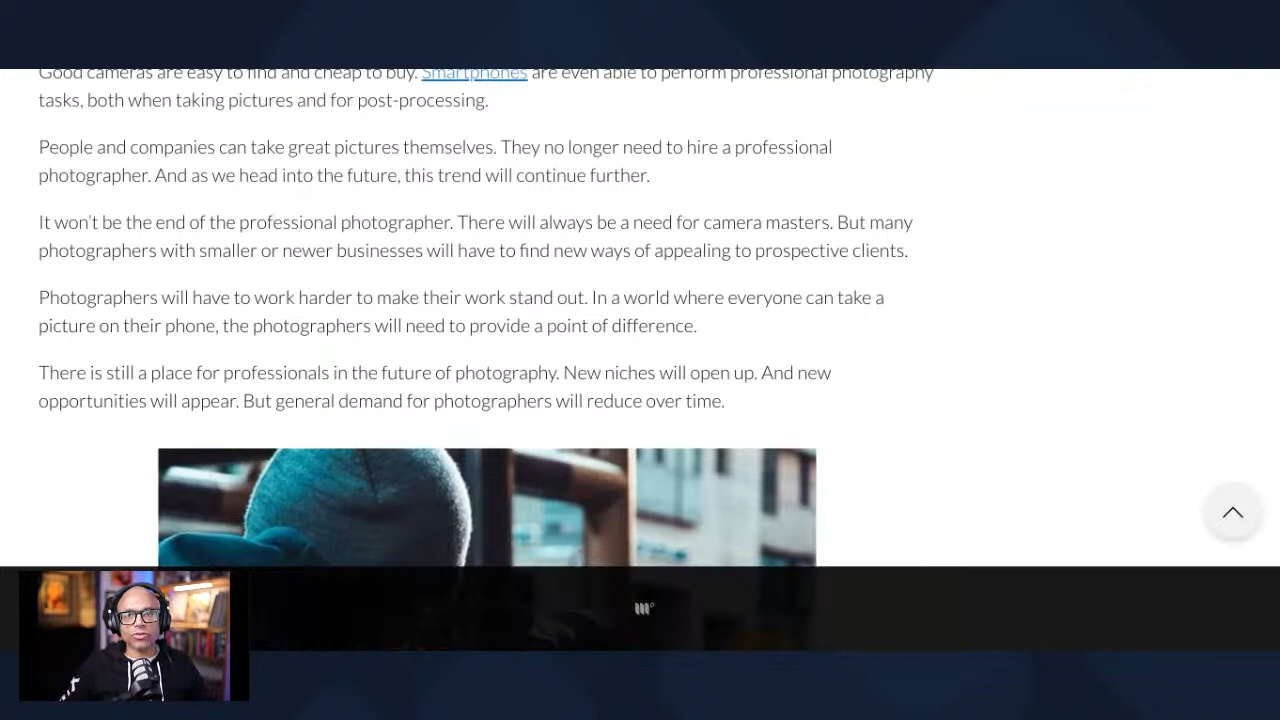 Good cameras are easy to find and cheap to buy. Smartphones are even able to perform professional photography
tasks, both when taking pictures and for post-processing.
People and companies can take great pictures themselves. They no longer need to hire a professional
photographer. And as we head into the future, this trend will continue further.
It won't be the end of the professional photographer. There will always be a need for camera masters. But many
photographers with smaller or newer businesses will have to find new ways of appealing to prospective clients.
Photographers will have to work harder to make their work stand out. In a world where everyone can take a
picture on their phone, the photographers will need to provide a point of difference.
There is still a place for professionals in the future of photography. New niches will open up. And new
opportunities will appear. But general demand for photographers will reduce over time.